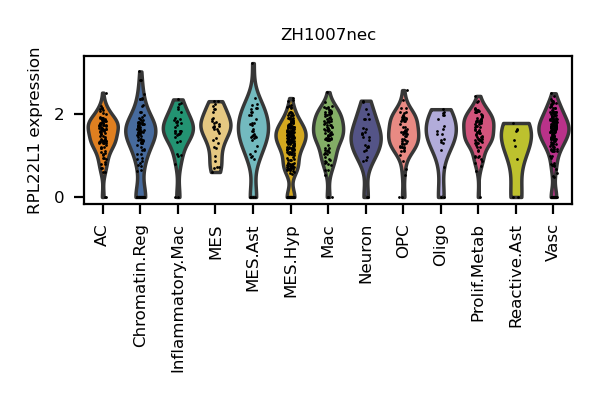 ZH1007nec
RPL22L1 expression
2
0
AC
Chromatin.Reg
Inflammatory.Mac
MES
MES.Ast
MES.Hyp
Mac
Neuron
OPC
Oligo
Prolif.Metab
Reactive.Ast
Vasc